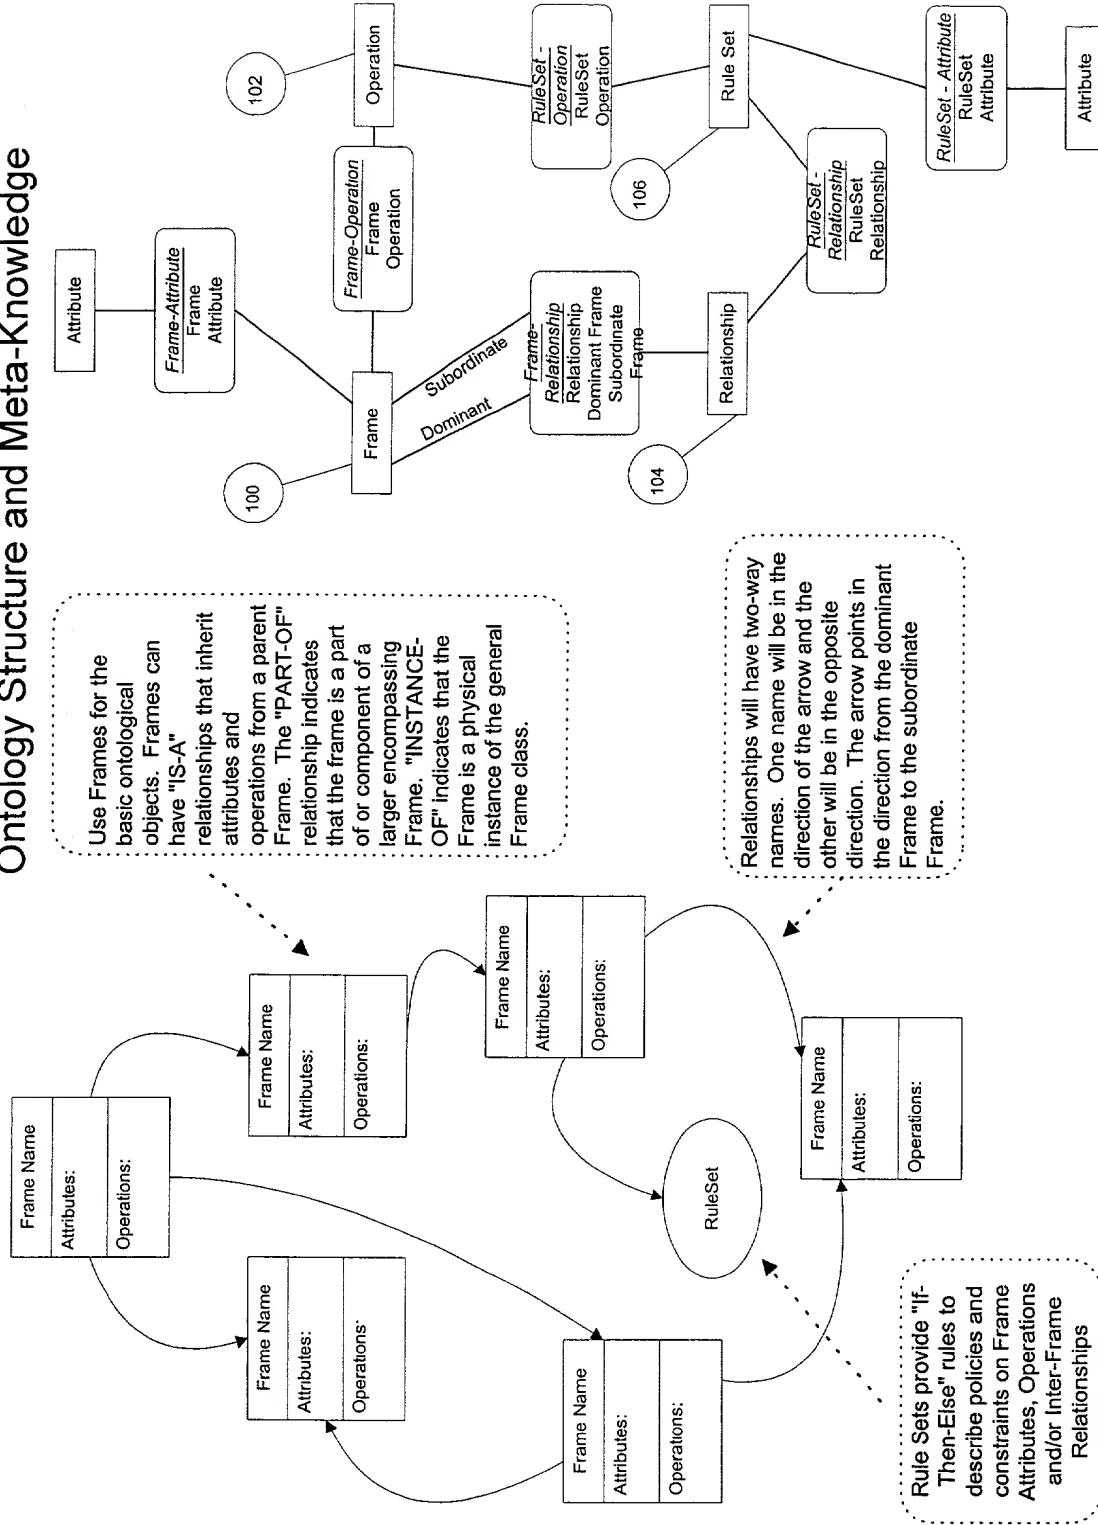 Ontology Structure and Meta-Knowledge
Frame Name
Attributes:
Operations:
Frame Name
Attributes:
Operations:
Frame Name
Attributes:
Operations:
Frame Name
Attributes:
Operations:
Frame Name
Attributes:
Operations:
Frame Name
Attributes:
Operations:
RuleSet
Rule Sets provide "If-
Then-Else" rules to
describe policies and
constraints on Frame
Attributes, Operations
and/or Inter-Frame
Relationships
Use Frames for the
basic ontological
objects. Frames can
have "IS-A"
relationships that inherit
attributes and
operations from a parent
Frame. The "PART-OF"
relationship indicates
that the frame is a part
of or component of a
larger encompassing
Frame. "INSTANCE-
OF" indicates that the
Frame is a physical
instance of the general
Frame class.
Relationships will have two-way
names. One name will be in the
direction of the arrow and the
other will be in the opposite
direction. The arrow points in
the direction from the dominant
Frame to the subordinate
Frame.
Attribute
Frame-Attribute
Frame
Attribute
100
Frame
Frame-Operation
Frame
Operation
102
Operation
Dominant
Subordinate
Frame-
Relationship
Relationship
Dominant Frame
Subordinate
Frame
RuleSet -
Operation
RuleSet
Operation
104
Relationship
106
Rule Set
RuleSet -
Relationship
RuleSet
Relationship
RuleSet - Attribute
RuleSet
Attribute
Attribute